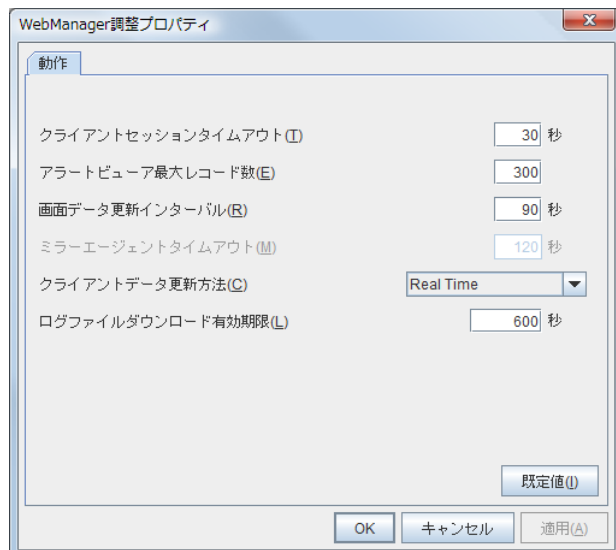 WebManager調整プロパティ
動作
クライアントセッションタイムアウト(T) 30 秒
アラートビューア最大レコード数(E) 300
画面データ更新インターバル(R) 90 秒
ミラーエージェントタイムアウト(M) 120 秒
クライアントデータ更新方法(C) Real Time
ログファイルダウンロード有効期限(L) 600 秒
既定値(I)
OK キャンセル 適用(A)